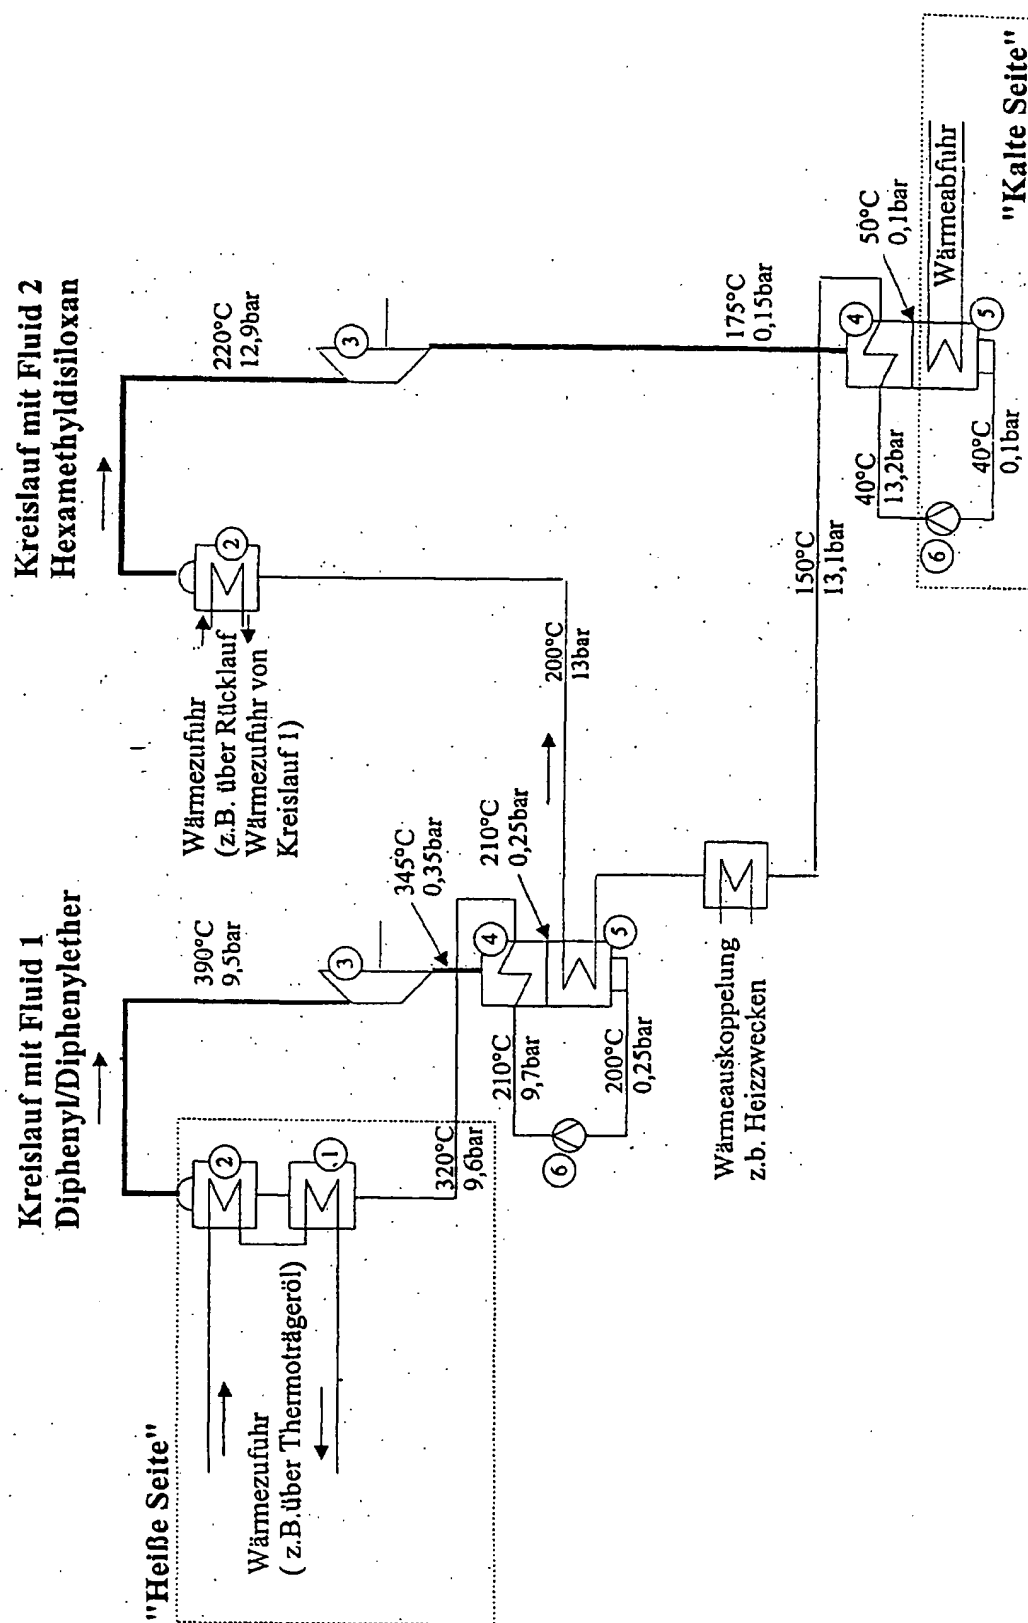 "Heiße Seite"
Kreislauf mit Fluid 1
Diphenyl/Diphenylether
Kreislauf mit Fluid 2
Hexamethyldisiloxan
Wärmezufuhr
( z.B.über Thermoträgeröl)
2
1
320°C
9,6bar
390°C
9,5bar
3
345°C
0,35bar
4
210°C
0,25bar
5
210°C
9,7bar
200°C
0,25bar
6
Wärmezufuhr
(z.B. über Rücklauf
Wärmezufuhr von
Kreislauf 1)
2
200°C
13bar
Wärmeauskoppelung
z.b. Heizzwecken
220°C
12,9bar
3
175°C
0,15bar
150°C
13,1bar
4
50°C
0,1bar
40°C
13,2bar
40°C
0,1bar
5
6
Wärmeabfuhr
"Kalte Seite"